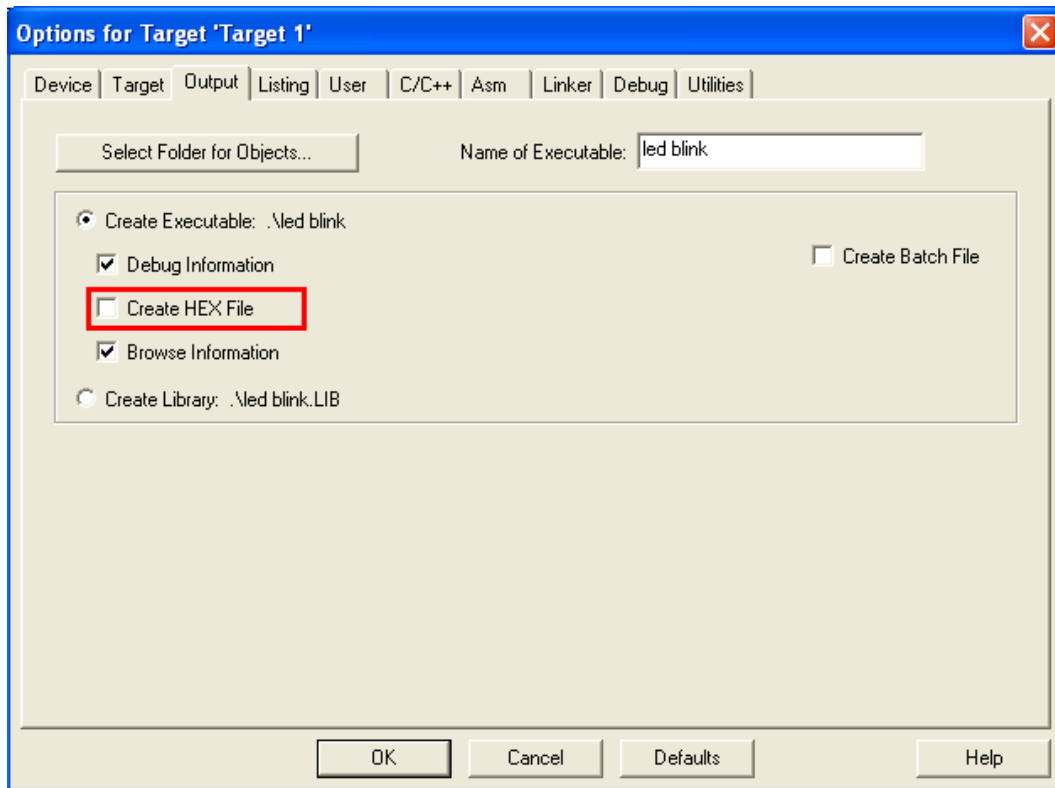 Options for Target 'Target 1'
Device Target Output Listing User C/C++ Asm Linker Debug Utilities
Select Folder for Objects... Name of Executable: led blink
Create Executable: .\led blink
Debug Information Create Batch File
Create HEX File
Browse Information
Create Library: .\led blink.LIB
OK Cancel Defaults Help